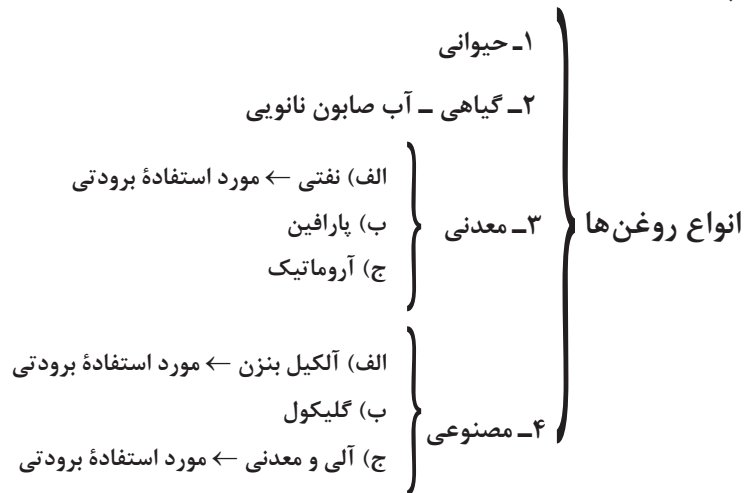 انواع روغن‌ها
۱ـ حیوانی
۲ـ گیاهی ـ آب صابون نانویی
۳ـ معدنی
الف) نفتی ← مورد استفادهٔ برودتی
ب) پارافین
ج) آروماتیک
۴ـ مصنوعی
الف) آلکیل بنزن ← مورد استفادهٔ برودتی
ب) گلیکول
ج) آلی و معدنی ← مورد استفادهٔ برودتی